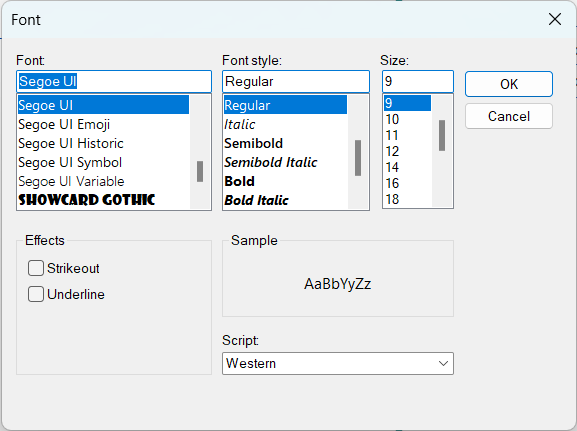 Font
Font:
Segoe UI
Segoe UI
Segoe UI Emoji
Segoe UI Historic
Segoe UI Symbol
Segoe UI Variable
SHOWCARD GOTHIC
Font style:
Regular
Regular
Italic
Semibold
Semibold Italic
Bold
Bold Italic
Size:
9
9
10
11
12
14
16
18
OK
Cancel
Effects
Strikeout
Underline
Sample
AaBbYyZz
Script:
Western